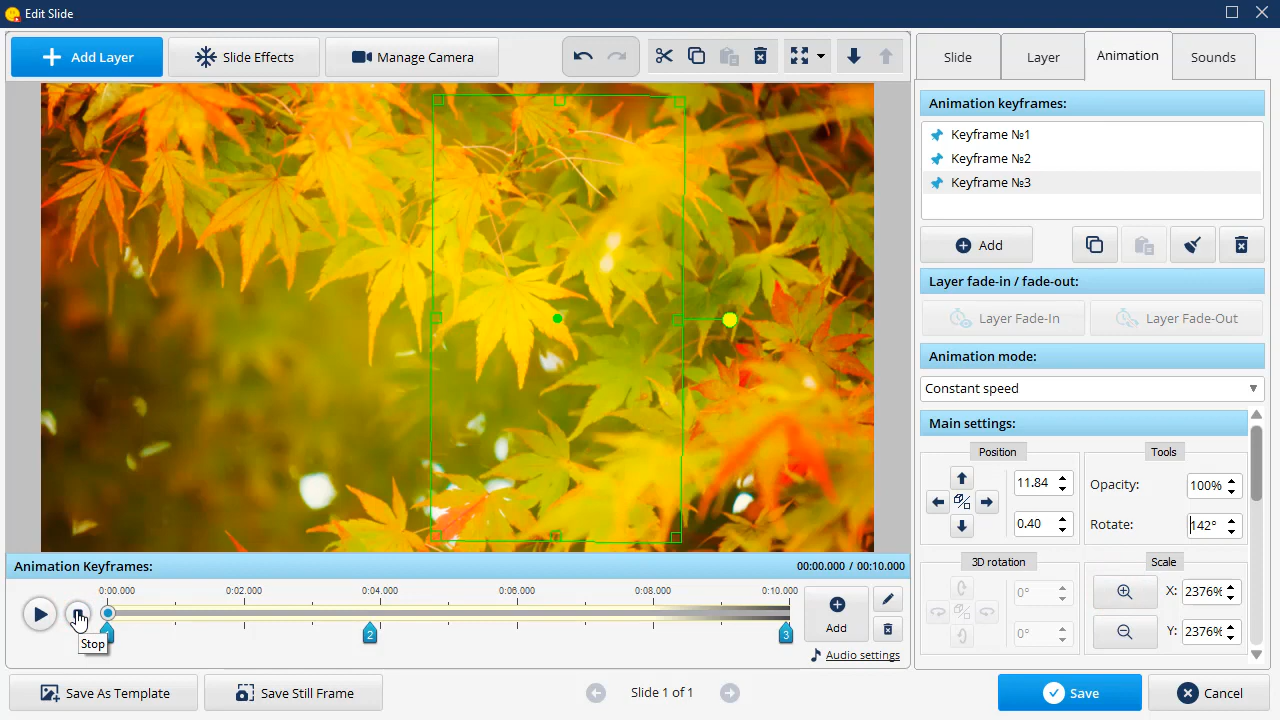 Edit Slide
Add Layer
Slide Effects
Manage Camera
Slide
Layer
Animation
Sounds
Animation keyframes:
Keyframe №1
Keyframe №2
Keyframe №3
Add
Layer fade-in / fade-out:
Layer Fade-In
Layer Fade-Out
Animation mode:
Constant speed
Main settings:
Position
Tools
11.84
Opacity:
100%
0.40
Rotate:
142°
3D rotation
Scale
0°
X:
2376%
0°
Y:
2376%
Animation Keyframes:
00:00.000 / 00:10.000
0:00.000
0:02.000
0:04.000
0:06.000
0:08.000
0:10.000
2
3
Stop
Add
Audio settings
Save As Template
Save Still Frame
Slide 1 of 1
Save
Cancel